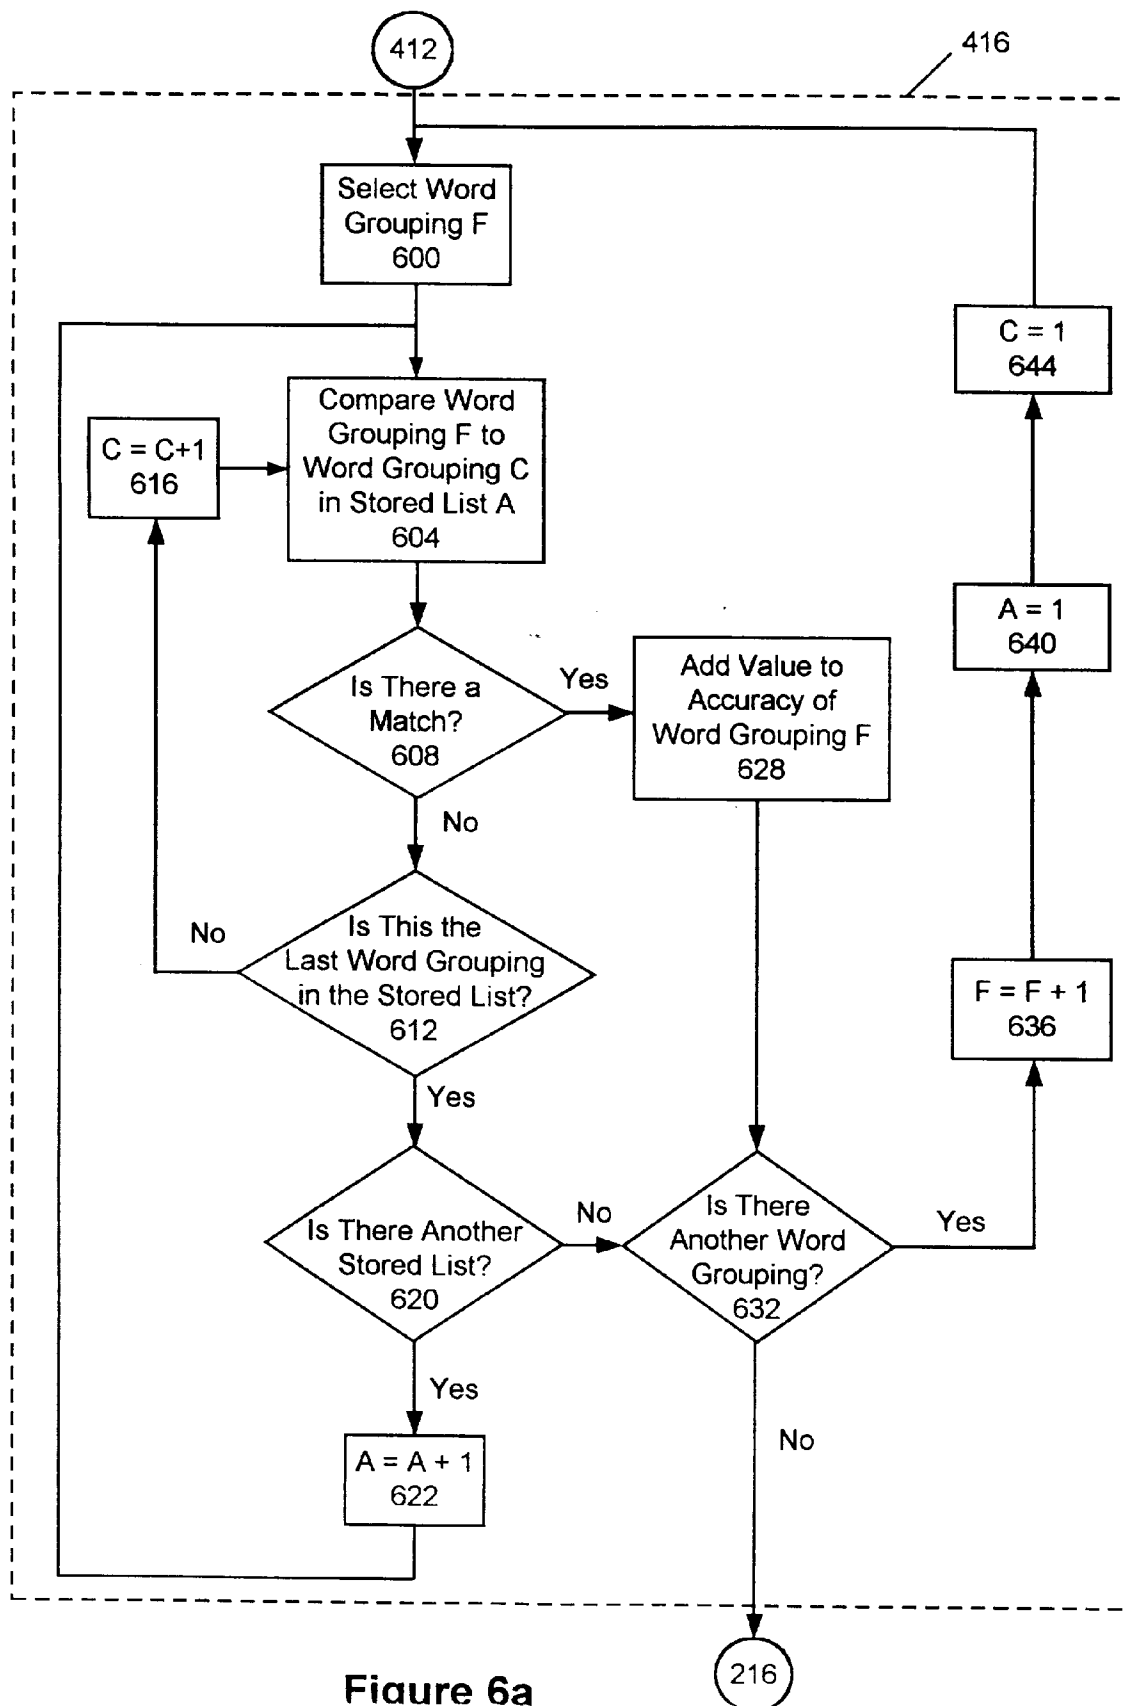 412
416
Select Word
Grouping F
600
C = 1
644
Compare Word
Grouping F to
Word Grouping C
in Stored List A
604
C = C+1
616
A = 1
640
Is There a
Match?
608
Yes
Add Value to
Accuracy of
Word Grouping F
628
No
Is This the
Last Word Grouping
in the Stored List?
612
No
F = F + 1
636
Yes
Is There Another
Stored List?
620
No
Is There
Another Word
Grouping?
632
Yes
Yes
A = A + 1
622
No
216
Figure 6a